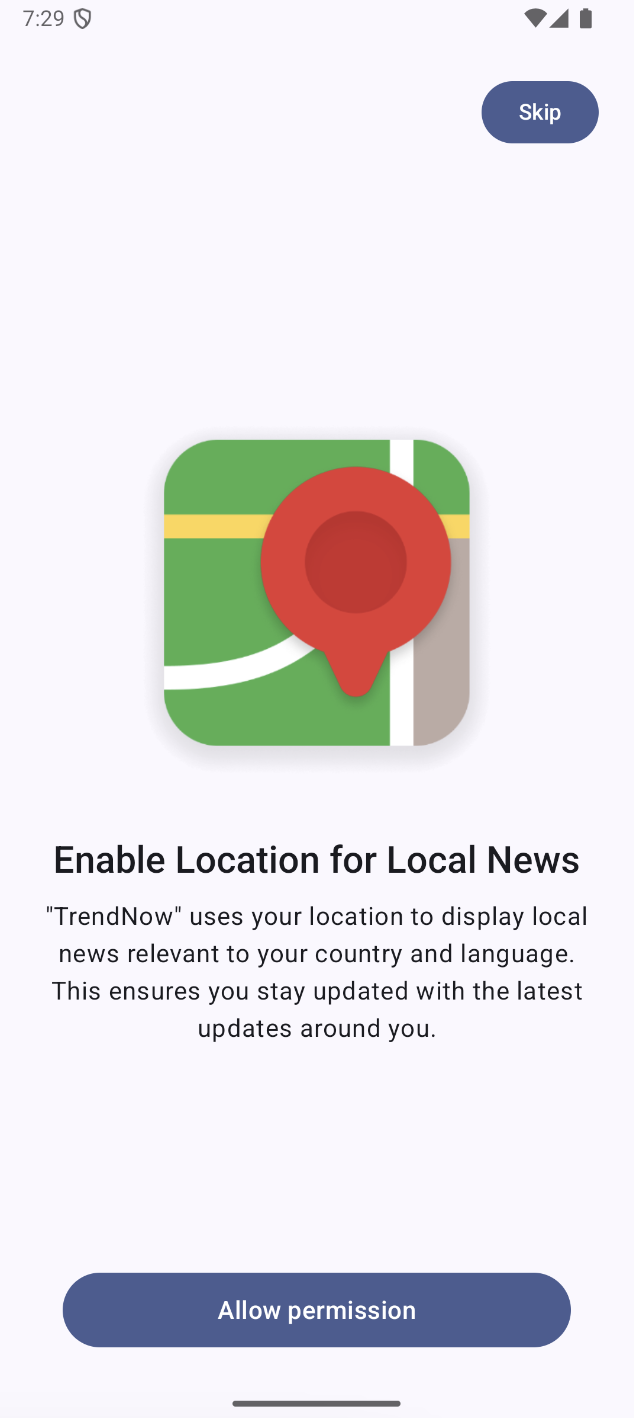 7:29
Skip
Enable Location for Local News
"TrendNow" uses your location to display local
news relevant to your country and language.
This ensures you stay updated with the latest
updates around you.
Allow permission